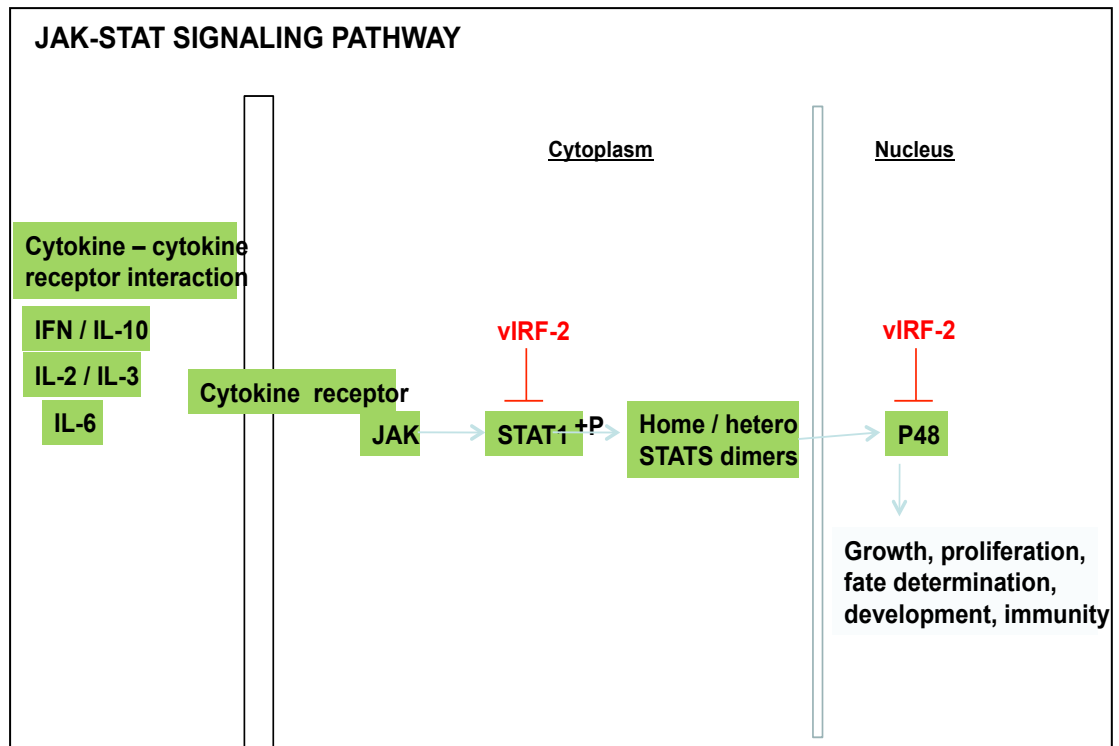 JAK-STAT SIGNALING PATHWAY
Cytoplasm
Nucleus
Cytokine – cytokine
receptor interaction
IFN / IL-10
IL-2 / IL-3
IL-6
Cytokine receptor
JAK
vIRF-2
STAT1 +P
Home / hetero
STATS dimers
vIRF-2
P48
Growth, proliferation,
fate determination,
development, immunity